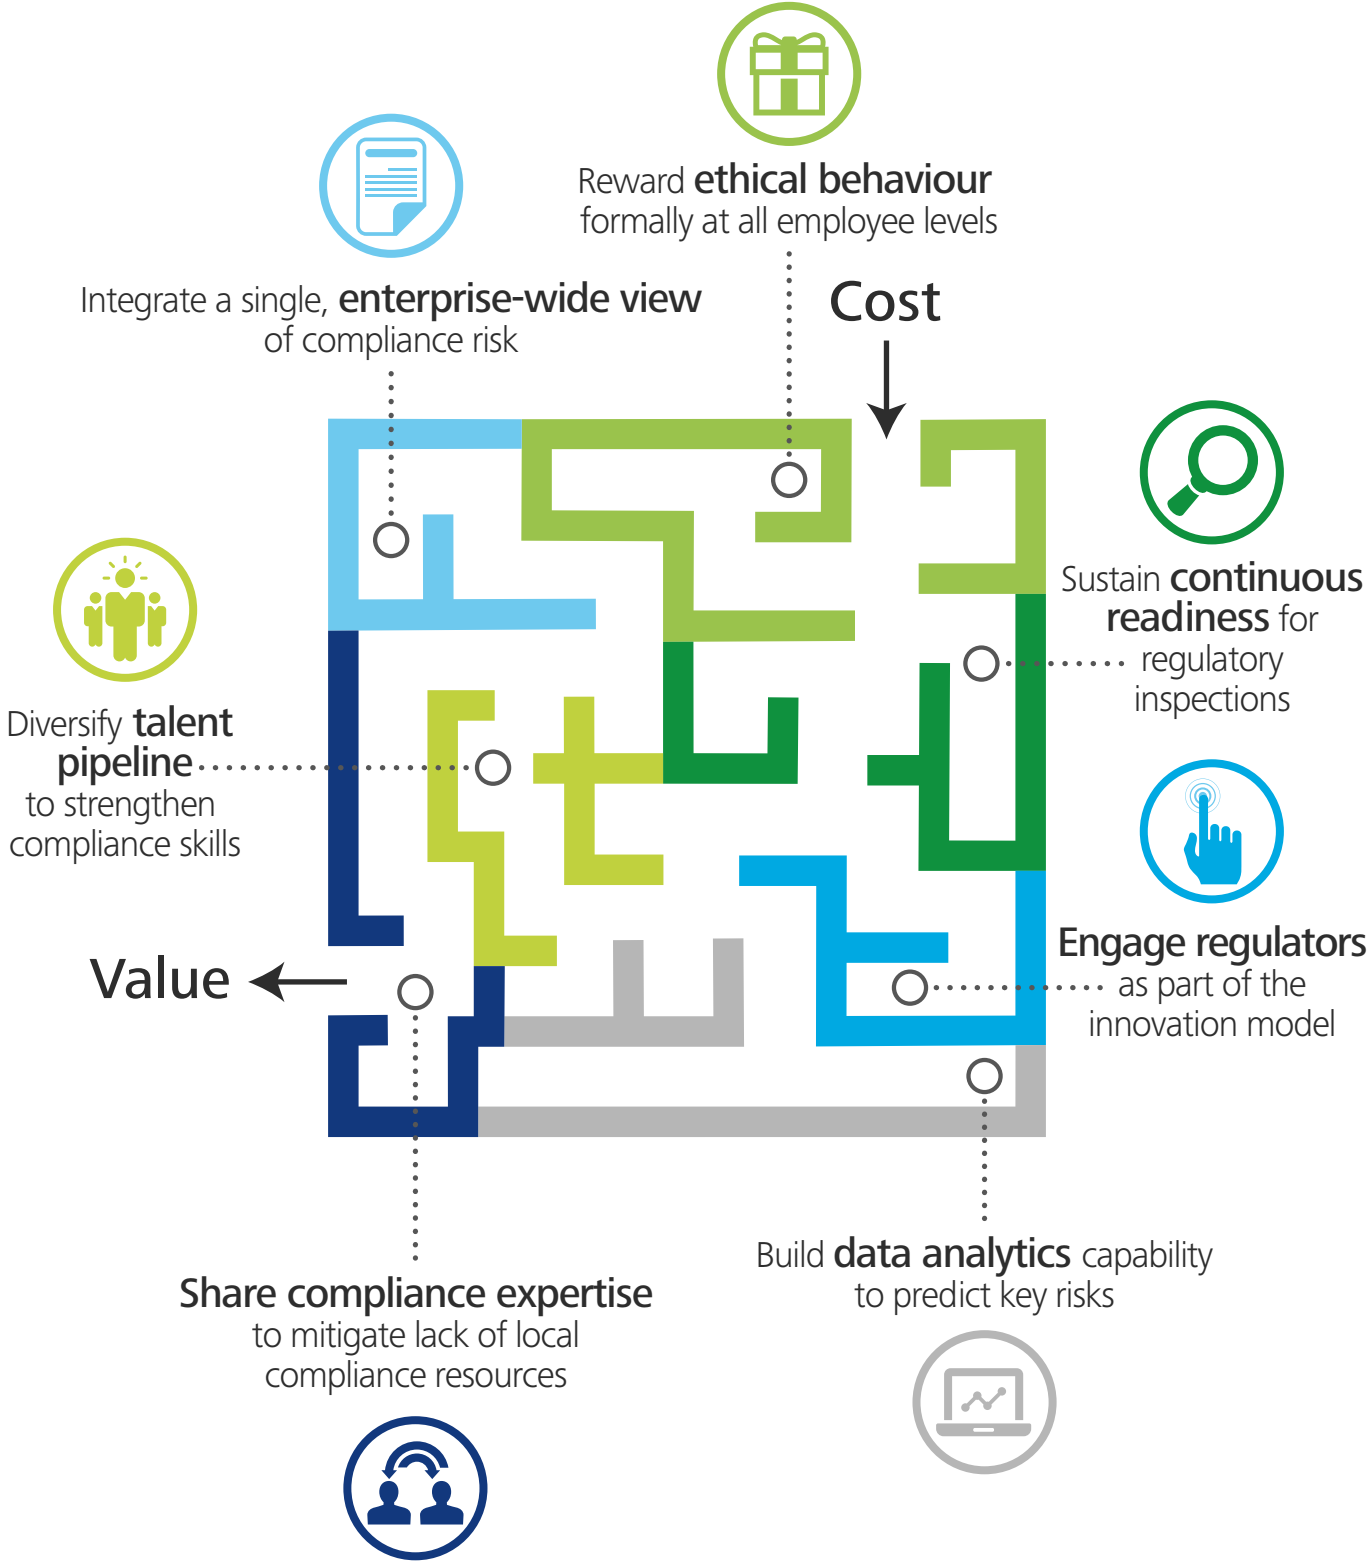 Reward ethical behaviour
formally at all employee levels
Integrate a single, enterprise-wide view
of compliance risk
Cost
Sustain continuous
readiness for
regulatory
inspections
Diversify talent
pipeline
to strengthen
compliance skills
Engage regulators
as part of the
innovation model
Value
Build data analytics capability
to predict key risks
Share compliance expertise
to mitigate lack of local
compliance resources